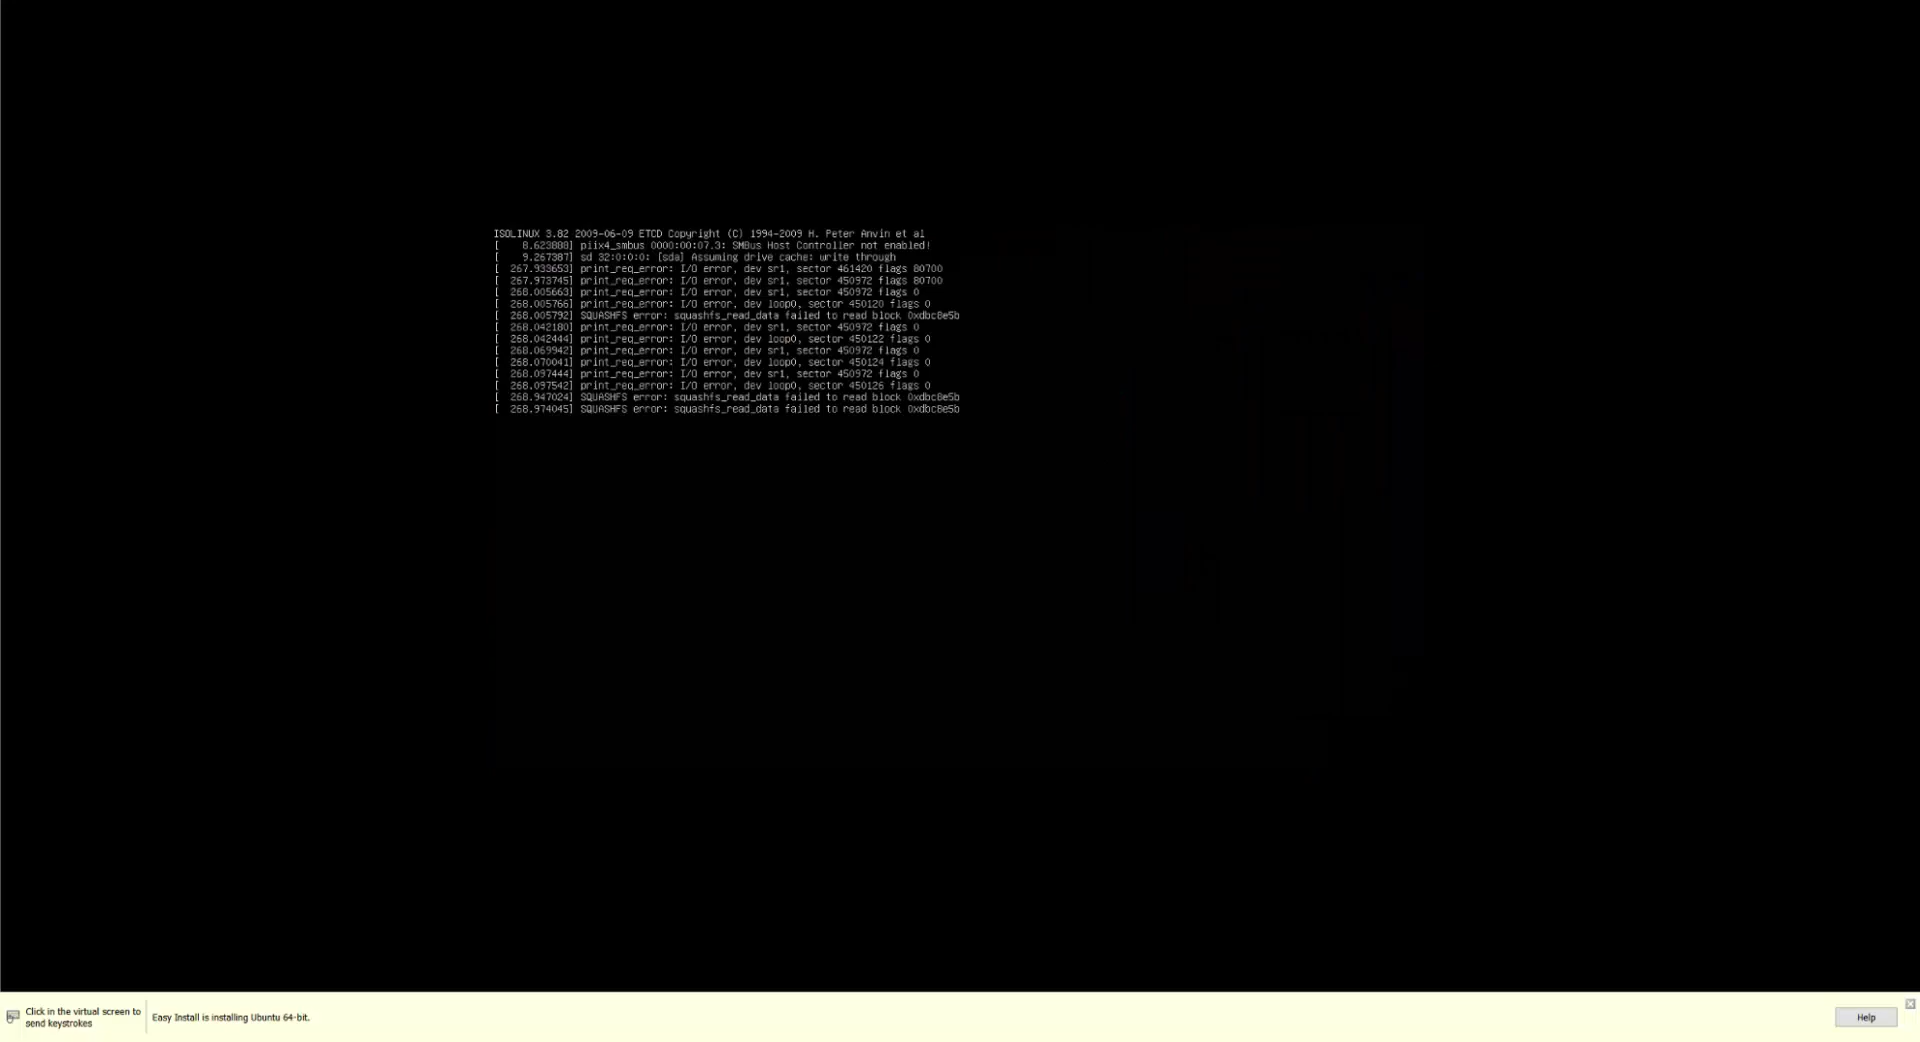 ISOLINUX 3.82 2009-06-09 ETCD Copyright (C) 1994-2009 H. Peter Anvin et al
[    8.623888] piix4_smbus 0000:00:07.3: SMBus Host Controller not enabled!
[    9.267387] sd 32:0:0:0: [sda] Assuming drive cache: write through
[  267.933653] print_req_error: I/O error, dev sr1, sector 461420 flags 80700
[  267.973745] print_req_error: I/O error, dev sr1, sector 450972 flags 80700
[  268.005663] print_req_error: I/O error, dev sr1, sector 450972 flags 0
[  268.005766] print_req_error: I/O error, dev loop0, sector 450120 flags 0
[  268.005792] SQUASHFS error: squashfs_read_data failed to read block 0xdbc8e5b
[  268.042180] print_req_error: I/O error, dev sr1, sector 450972 flags 0
[  268.042444] print_req_error: I/O error, dev loop0, sector 450122 flags 0
[  268.069942] print_req_error: I/O error, dev sr1, sector 450972 flags 0
[  268.070041] print_req_error: I/O error, dev loop0, sector 450124 flags 0
[  268.097444] print_req_error: I/O error, dev sr1, sector 450972 flags 0
[  268.097542] print_req_error: I/O error, dev loop0, sector 450126 flags 0
[  268.947024] SQUASHFS error: squashfs_read_data failed to read block 0xdbc8e5b
[  268.974045] SQUASHFS error: squashfs_read_data failed to read block 0xdbc8e5b
Click in the virtual screen to
send keystrokes
Easy Install is installing Ubuntu 64-bit.
Help